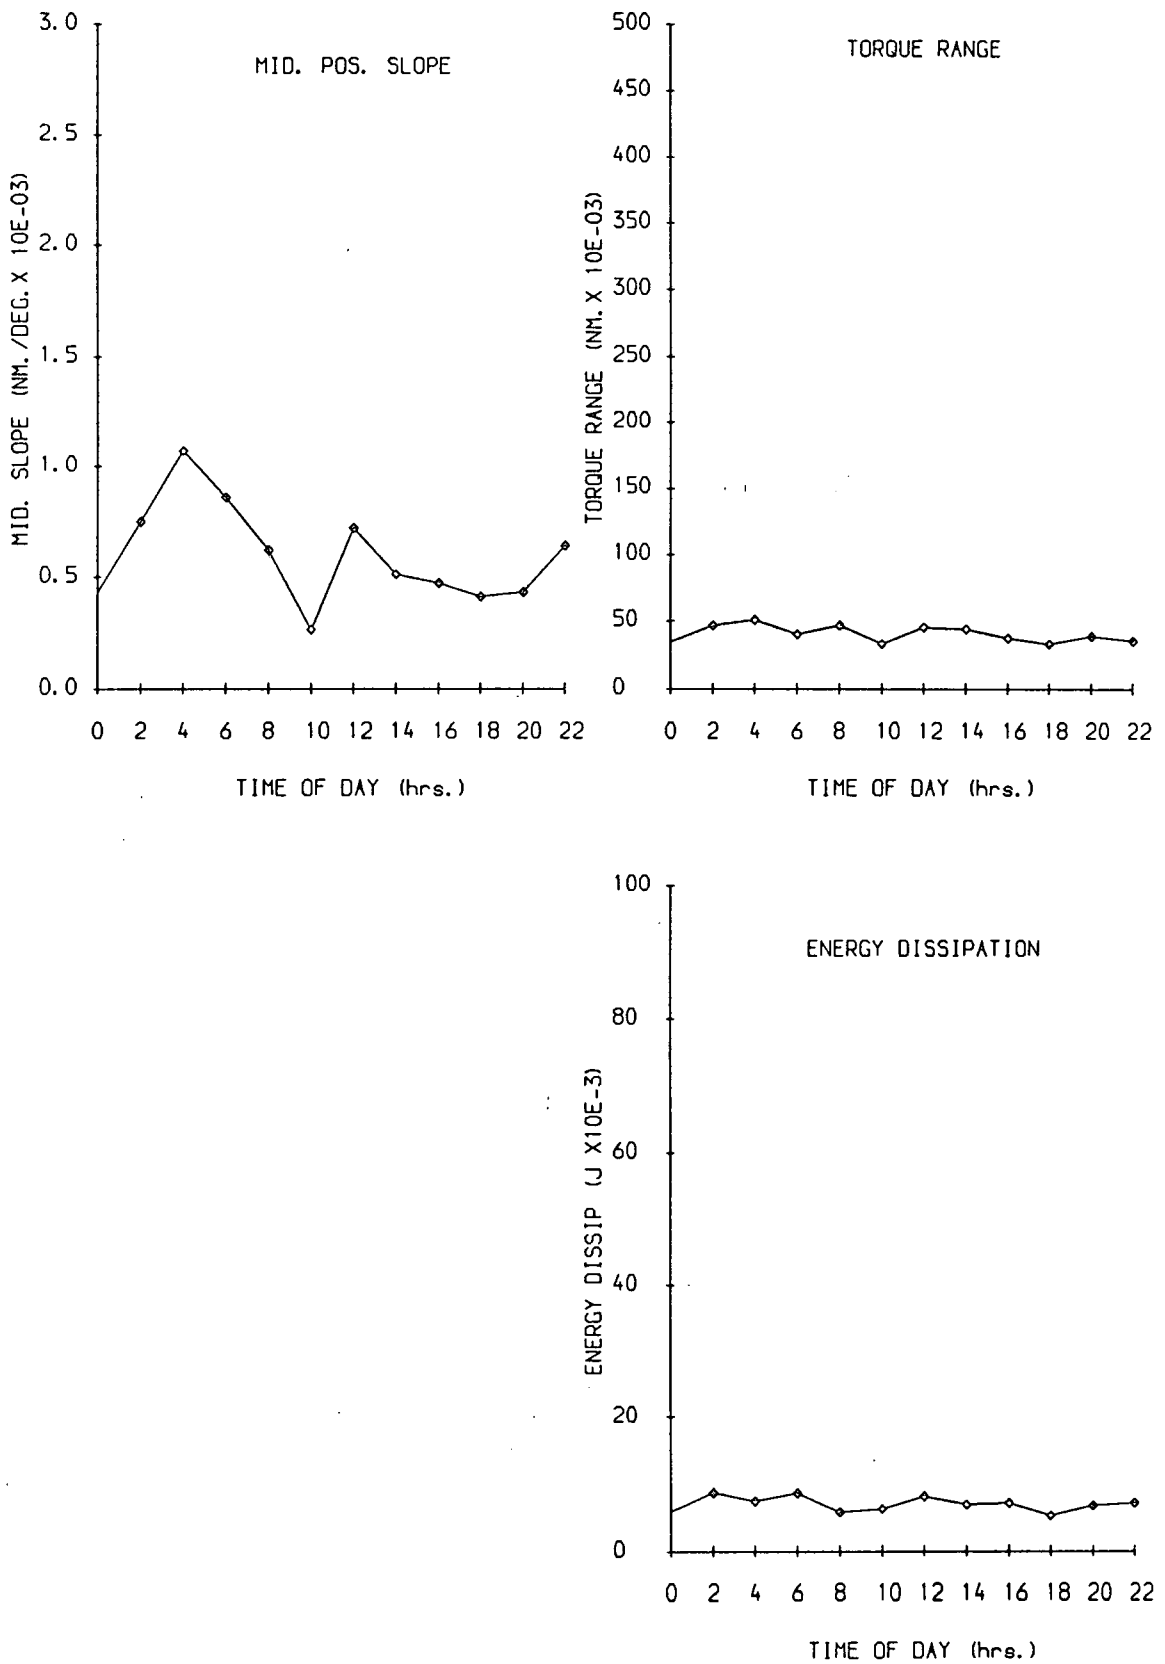 MID. POS. SLOPE
MID. SLOPE (NM./DEG. X 10E-03)
3.0
2.5
2.0
1.5
1.0
0.5
0.0
0 2 4 6 8 10 12 14 16 18 20 22
TIME OF DAY (hrs.)
TORQUE RANGE
TORQUE RANGE (NM. X 10E-03)
500
450
400
350
300
250
200
150
100
50
0
0 2 4 6 8 10 12 14 16 18 20 22
TIME OF DAY (hrs.)
ENERGY DISSIPATION
ENERGY DISSIP (J X10E-3)
100
80
60
40
20
0
0 2 4 6 8 10 12 14 16 18 20 22
TIME OF DAY (hrs.)